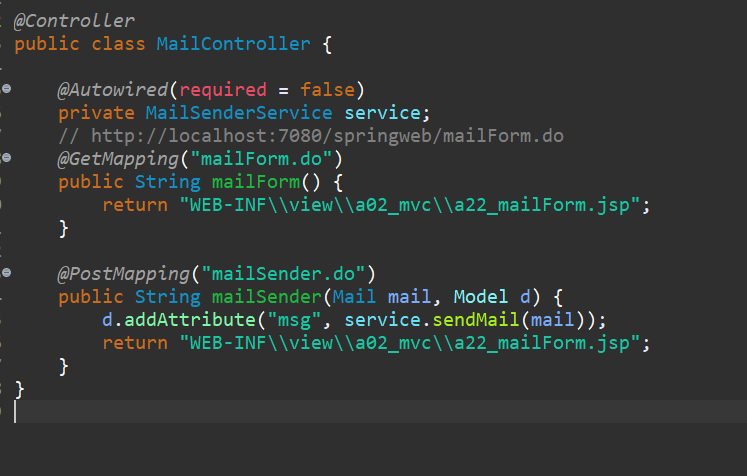 @Controller
public class MailController {
@Autowired(required = false)
private MailSenderService service;
// http://localhost:7080/springweb/mailForm.do
@GetMapping("mailForm.do")
public String mailForm() {
return "WEB-INF\\view\\a02_mvc\\a22_mailForm.jsp";
}
@PostMapping("mailSender.do")
public String mailSender(Mail mail, Model d) {
d.addAttribute("msg", service.sendMail(mail));
return "WEB-INF\\view\\a02_mvc\\a22_mailForm.jsp";
}
}